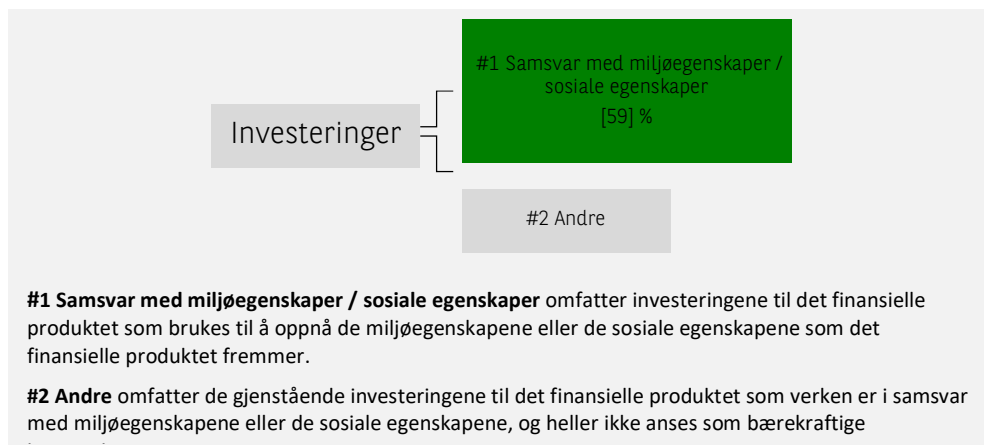 #1 Samsvar med miljøegenskaper /
sosiale egenskaper
[59] %
Investeringer
#2 Andre
#1 Samsvar med miljøegenskaper / sosiale egenskaper omfatter investeringene til det finansielle
produktet som brukes til å oppnå de miljøegenskapene eller de sosiale egenskapene som det
finansielle produktet fremmer.
#2 Andre omfatter de gjenstående investeringene til det finansielle produktet som verken er i samsvar
med miljøegenskapene eller de sosiale egenskapene, og heller ikke anses som bærekraftige